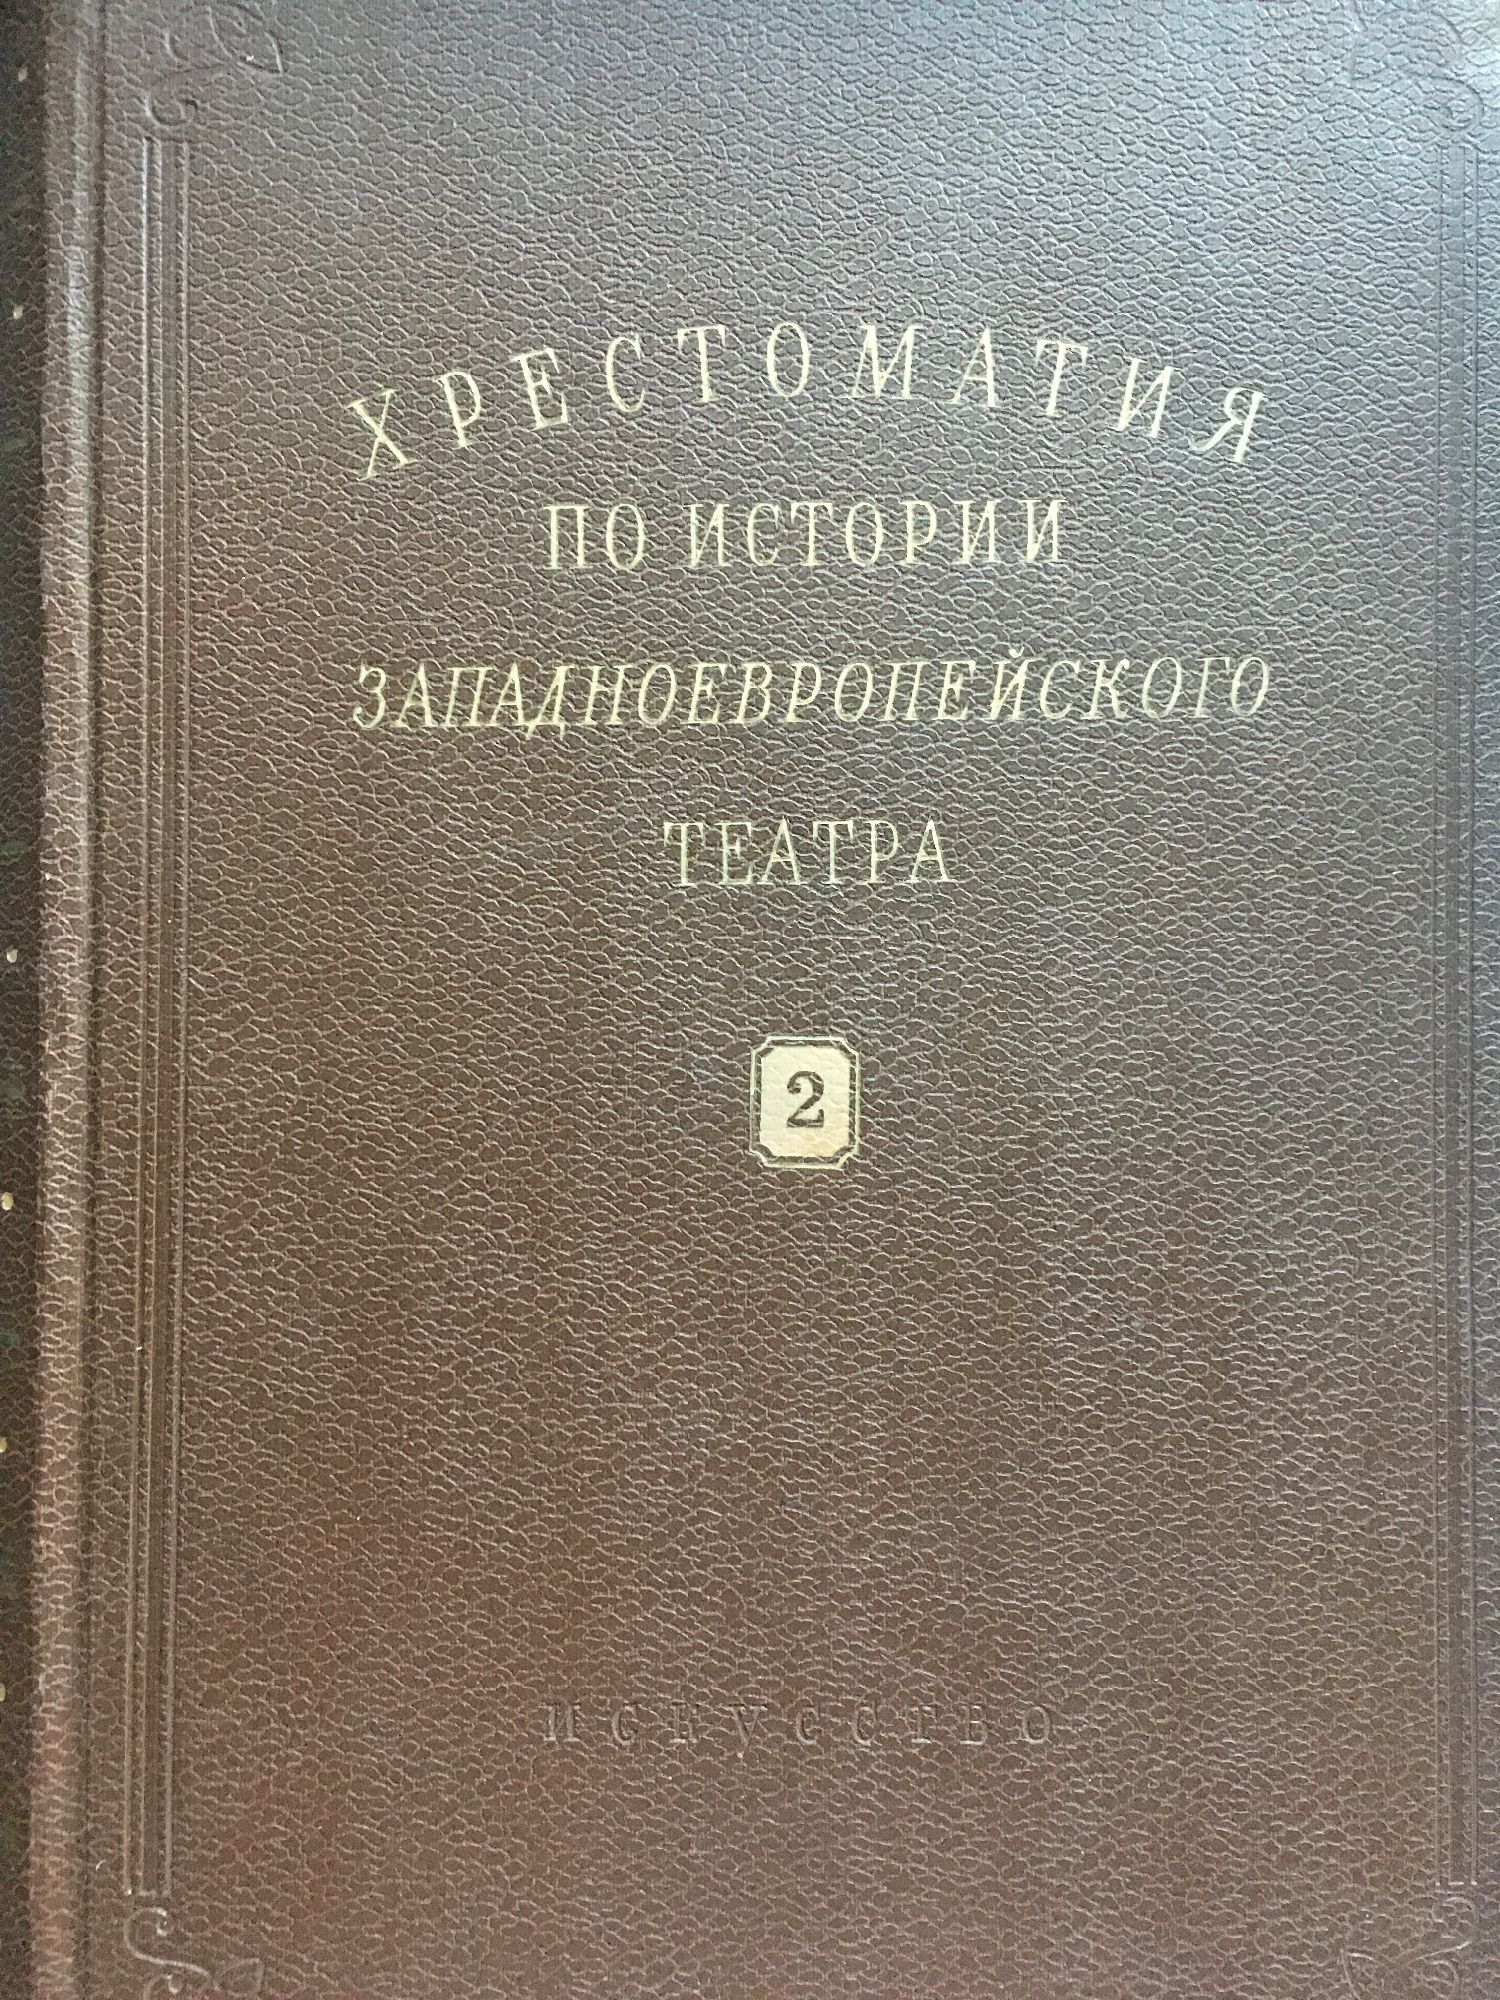 ХРЕСТОМАТИЯ
ПО ИСТОРИИ
ЗАПАДНОЕВРОПЕЙСКОГО
ТЕАТРА
2
ИСКУССТВО